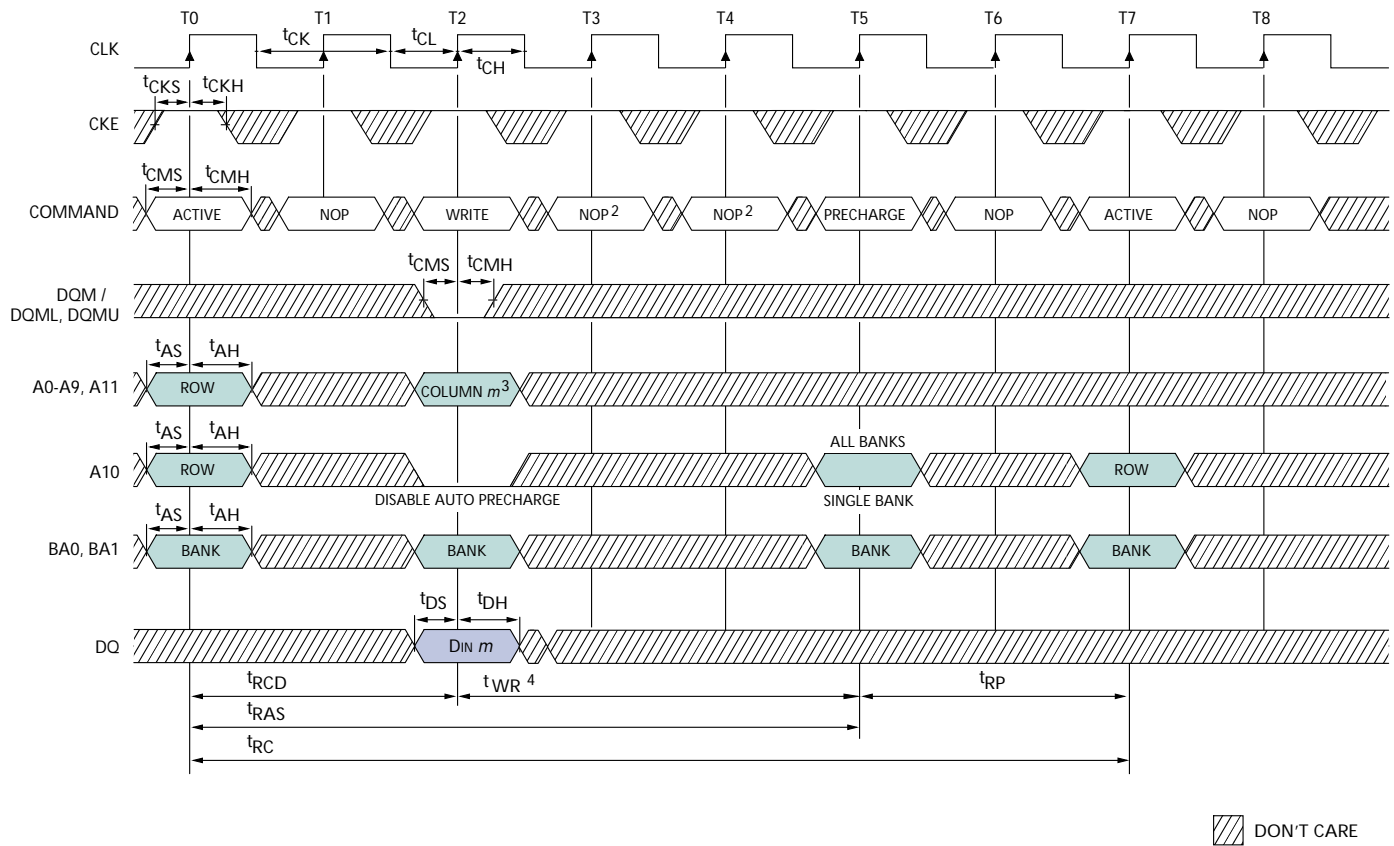 T0 T1 T2 T3 T4 T5 T6 T7 T8
CLK
tCK
tCL
tCH
tCKS
tCKH
CKE
tCMS
tCMH
COMMAND
ACTIVE
NOP
WRITE
NOP 2
NOP 2
PRECHARGE
NOP
ACTIVE
NOP
tCMS
tCMH
DQM /
DQML, DQMU
tAS
tAH
A0-A9, A11
ROW
COLUMN m3
tAS
tAH
ALL BANKS
A10
ROW
ROW
DISABLE AUTO PRECHARGE
SINGLE BANK
tAS
tAH
BA0, BA1
BANK
BANK
BANK
BANK
tDS
tDH
DQ
DIN m
tRCD
tWR 4
tRP
tRAS
tRC
DON'T CARE